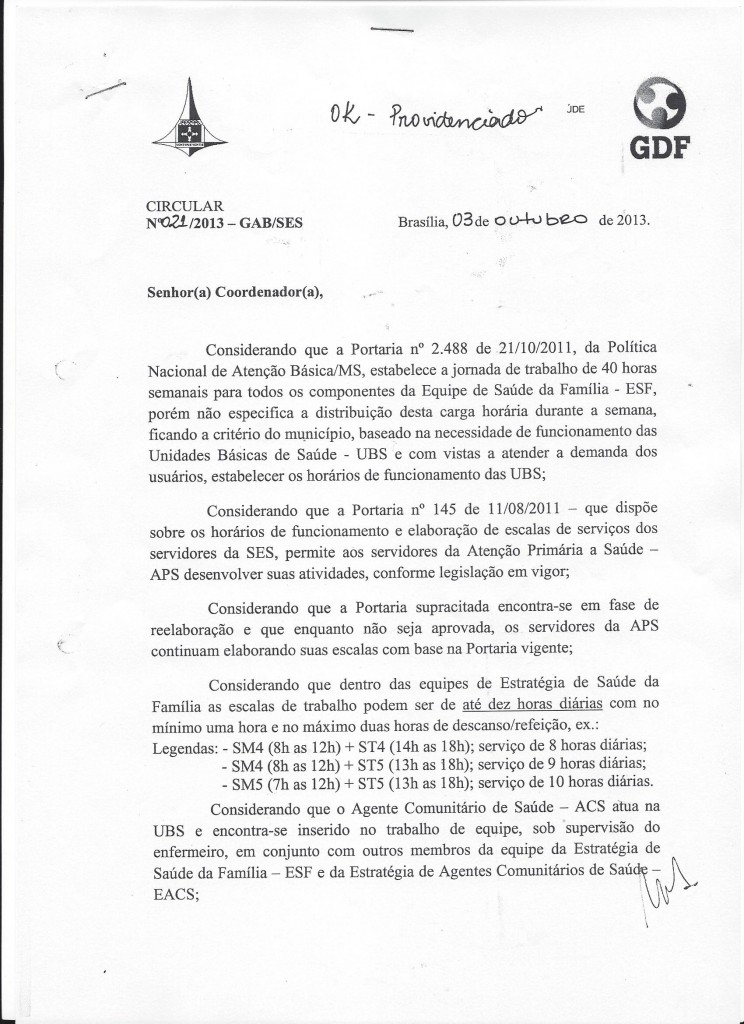 OK - Providenciado
ÚDE
GDF
CIRCULAR
Nº021/2013 – GAB/SES
Brasília, 03 de outubro de 2013.
Senhor(a) Coordenador(a),
Considerando que a Portaria nº 2.488 de 21/10/2011, da Política
Nacional de Atenção Básica/MS, estabelece a jornada de trabalho de 40 horas
semanais para todos os componentes da Equipe de Saúde da Família - ESF,
porém não especifica a distribuição desta carga horária durante a semana,
ficando a critério do município, baseado na necessidade de funcionamento das
Unidades Básicas de Saúde - UBS e com vistas a atender a demanda dos
usuários, estabelecer os horários de funcionamento das UBS;
Considerando que a Portaria nº 145 de 11/08/2011 – que dispõe
sobre os horários de funcionamento e elaboração de escalas de serviços dos
servidores da SES, permite aos servidores da Atenção Primária a Saúde –
APS desenvolver suas atividades, conforme legislação em vigor;
Considerando que a Portaria supracitada encontra-se em fase de
reelaboração e que enquanto não seja aprovada, os servidores da APS
continuam elaborando suas escalas com base na Portaria vigente;
Considerando que dentro das equipes de Estratégia de Saúde da
Família as escalas de trabalho podem ser de até dez horas diárias com no
mínimo uma hora e no máximo duas horas de descanso/refeição, ex.:
Legendas: - SM4 (8h as 12h) + ST4 (14h as 18h); serviço de 8 horas diárias;
- SM4 (8h as 12h) + ST5 (13h as 18h); serviço de 9 horas diárias;
- SM5 (7h as 12h) + ST5 (13h as 18h); serviço de 10 horas diárias.
Considerando que o Agente Comunitário de Saúde – ACS atua na
UBS e encontra-se inserido no trabalho de equipe, sob supervisão do
enfermeiro, em conjunto com outros membros da equipe da Estratégia de
Saúde da Família – ESF e da Estratégia de Agentes Comunitários de Saúde –
EACS;